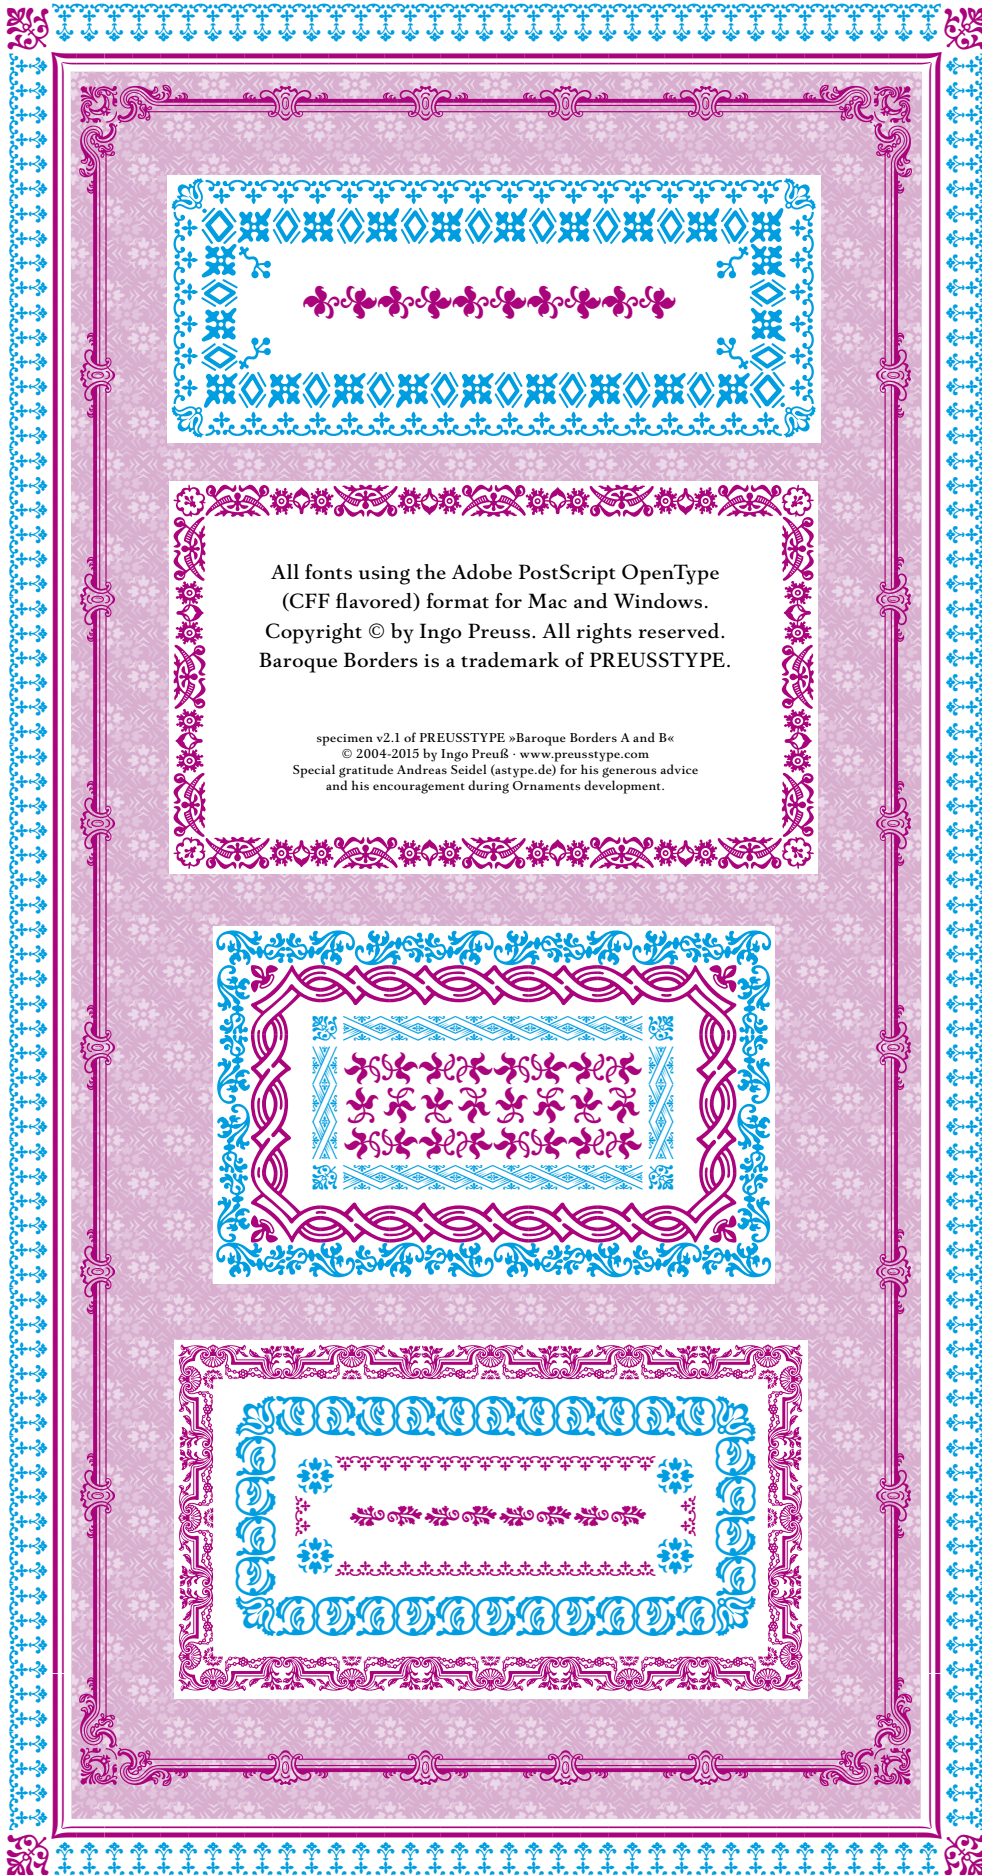 All fonts using the Adobe PostScript OpenType
(CFF flavored) format for Mac and Windows.
Copyright © by Ingo Preuss. All rights reserved.
Baroque Borders is a trademark of PREUSSTYPE.
specimen v2.1 of PREUSSTYPE »Baroque Borders A and B«
© 2004-2015 by Ingo Preuß · www.preusstype.com
Special gratitude Andreas Seidel (astype.de) for his generous advice
and his encouragement during Ornaments development.